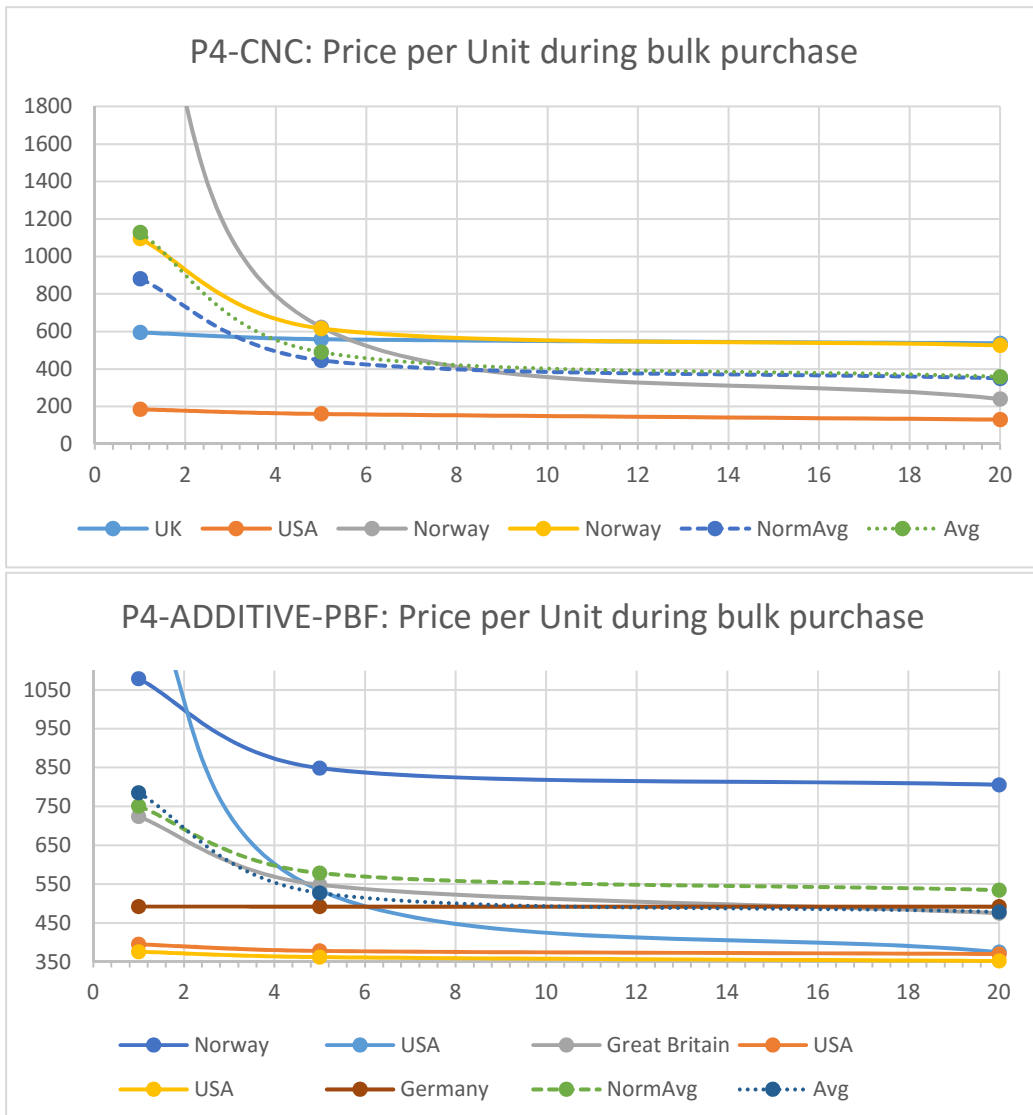 P4-CNC: Price per Unit during bulk purchase
1800
1600
1400
1200
1000
800
600
400
200
0
0 2 4 6 8 10 12 14 16 18 20
UK USA Norway Norway NormAvg Avg
P4-ADDITIVE-PBF: Price per Unit during bulk purchase
1050
950
850
750
650
550
450
350
0 2 4 6 8 10 12 14 16 18 20
Norway USA Great Britain USA
USA Germany NormAvg Avg